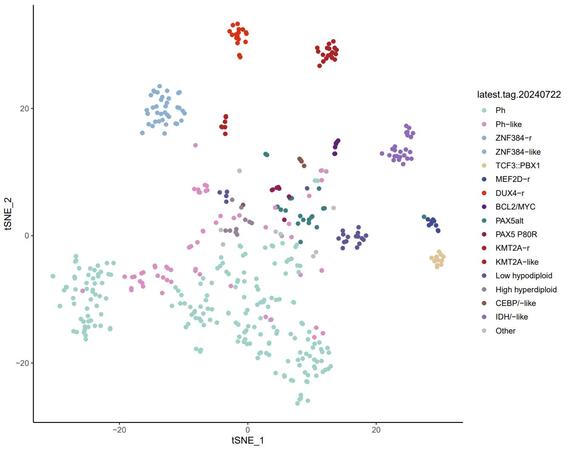 latest.tag.20240722
Ph
Ph−like
ZNF384−r
ZNF384−like
TCF3::PBX1
MEF2D−r
DUX4−r
BCL2/MYC
PAX5alt
PAX5 P80R
KMT2A−r
KMT2A−like
Low hypodiploid
High hyperdiploid
CEBP/−like
IDH/−like
Other
tSNE_2
20
0
−20
−20
0
20
tSNE_1